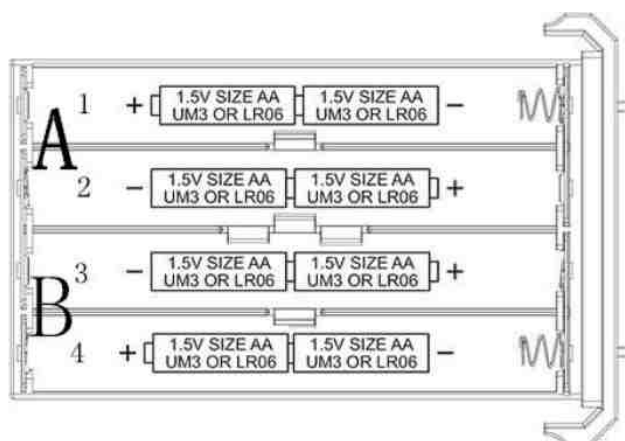 A
1 + 1.5V SIZE AA 1.5V SIZE AA -
UM3 OR LR06 UM3 OR LR06
2 - 1.5V SIZE AA 1.5V SIZE AA +
UM3 OR LR06 UM3 OR LR06
B
3 - 1.5V SIZE AA 1.5V SIZE AA +
UM3 OR LR06 UM3 OR LR06
4 + 1.5V SIZE AA 1.5V SIZE AA -
UM3 OR LR06 UM3 OR LR06